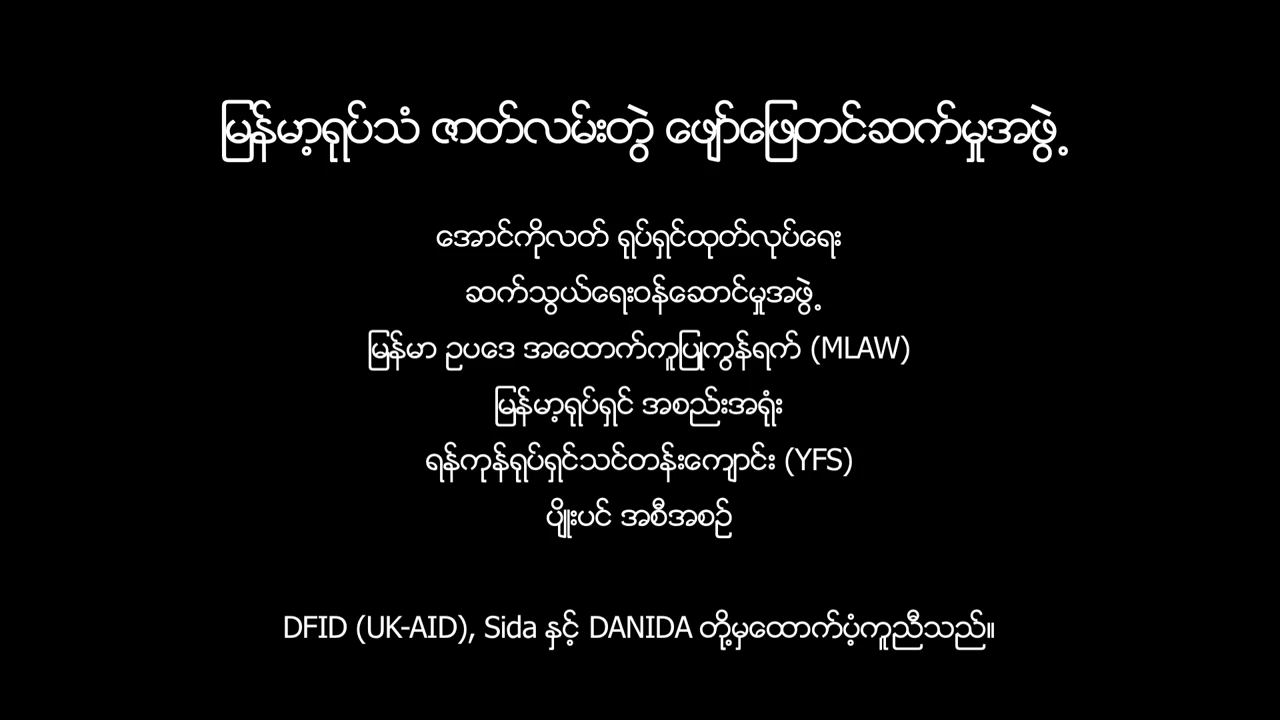 မြန်မာ့ရုပ်သံ ဇာတ်လမ်းတွဲ ဖျော်ဖြေတင်ဆက်မှုအဖွဲ့
အောင်ကိုလတ် ရုပ်ရှင်ထုတ်လုပ်ရေး
ဆက်သွယ်ရေးဝန်ဆောင်မှုအဖွဲ့
မြန်မာ ဥပဒေ အထောက်ကူပြုကွန်ရက် (MLAW)
မြန်မာ့ရုပ်ရှင် အစည်းအရုံး
ရန်ကုန်ရုပ်ရှင်သင်တန်းကျောင်း (YFS)
ပျိုးပင် အစီအစဉ်
DFID (UK-AID), Sida နှင့် DANIDA တို့မှထောက်ပံ့ကူညီသည်။